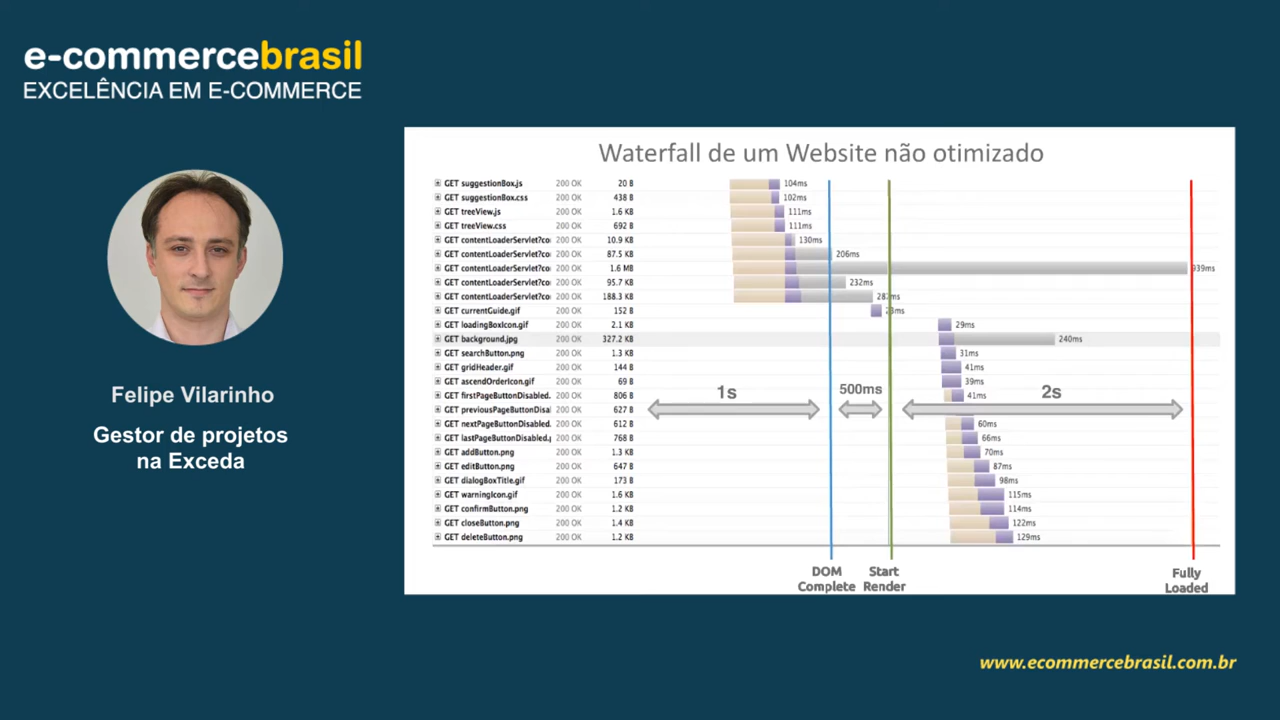 e-commercebrasil
EXCELÊNCIA EM E-COMMERCE
Felipe Vilarinho
Gestor de projetos
na Exceda
Waterfall de um Website não otimizado
GET suggestionBox.js 200 OK 20 B 104ms
GET suggestionBox.css 200 OK 438 B 102ms
GET treeView.js 200 OK 1.6 KB 111ms
GET treeView.css 200 OK 692 B 111ms
GET contentLoaderServlet?co 200 OK 10.9 KB 130ms
GET contentLoaderServlet?co 200 OK 87.5 KB 206ms
GET contentLoaderServlet?co 200 OK 1.6 MB 939ms
GET contentLoaderServlet?co 200 OK 95.7 KB 232ms
GET contentLoaderServlet?co 200 OK 188.3 KB 287ms
GET currentGuide.gif 200 OK 152 B 23ms
GET loadingBoxIcon.gif 200 OK 2.1 KB 29ms
GET background.jpg 200 OK 327.2 KB 240ms
GET searchButton.png 200 OK 1.3 KB 31ms
GET gridHeader.gif 200 OK 144 B 41ms
GET ascendOrderIcon.gif 200 OK 69 B 39ms
GET firstPageButtonDisabled. 200 OK 806 B 41ms
1s 500ms 2s
GET previousPageButtonDisa 200 OK 627 B
GET nextPageButtonDisabled. 200 OK 612 B 60ms
GET lastPageButtonDisabled.p 200 OK 768 B 66ms
GET addButton.png 200 OK 1.3 KB 70ms
GET editButton.png 200 OK 647 B 87ms
GET dialogBoxTitle.gif 200 OK 173 B 98ms
GET warningIcon.gif 200 OK 1.6 KB 115ms
GET confirmButton.png 200 OK 1.2 KB 114ms
GET closeButton.png 200 OK 1.4 KB 122ms
GET deleteButton.png 200 OK 1.2 KB 129ms
DOM Start Fully
Complete Render Loaded
www.ecommercebrasil.com.br